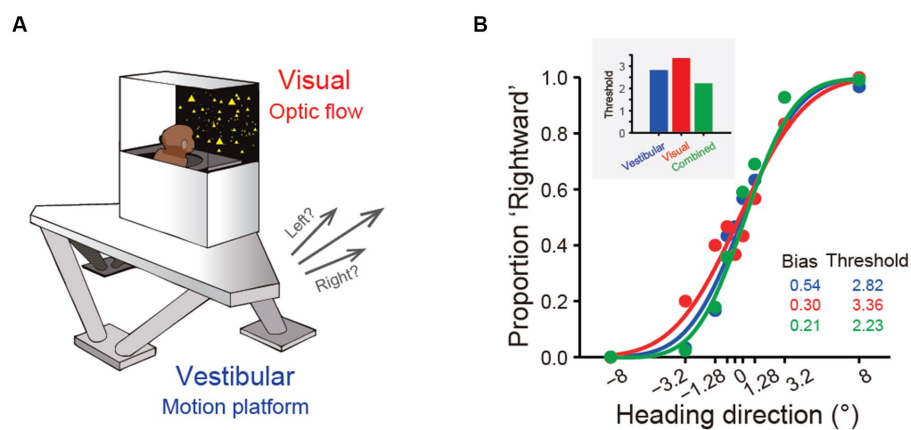 A
Visual
Optic flow
Left?
Right?
Vestibular
Motion platform
B
Proportion ‘Rightward’
1.0
0.8
0.6
0.4
0.2
0.0
Threshold
3
2
2
1
0
Vestibular
Visual
Combined
Bias Threshold
0.54 2.82
0.30 3.36
0.21 2.23
−8
−3.2
−1.28
0
1.28
3.2
8
Heading direction (°)